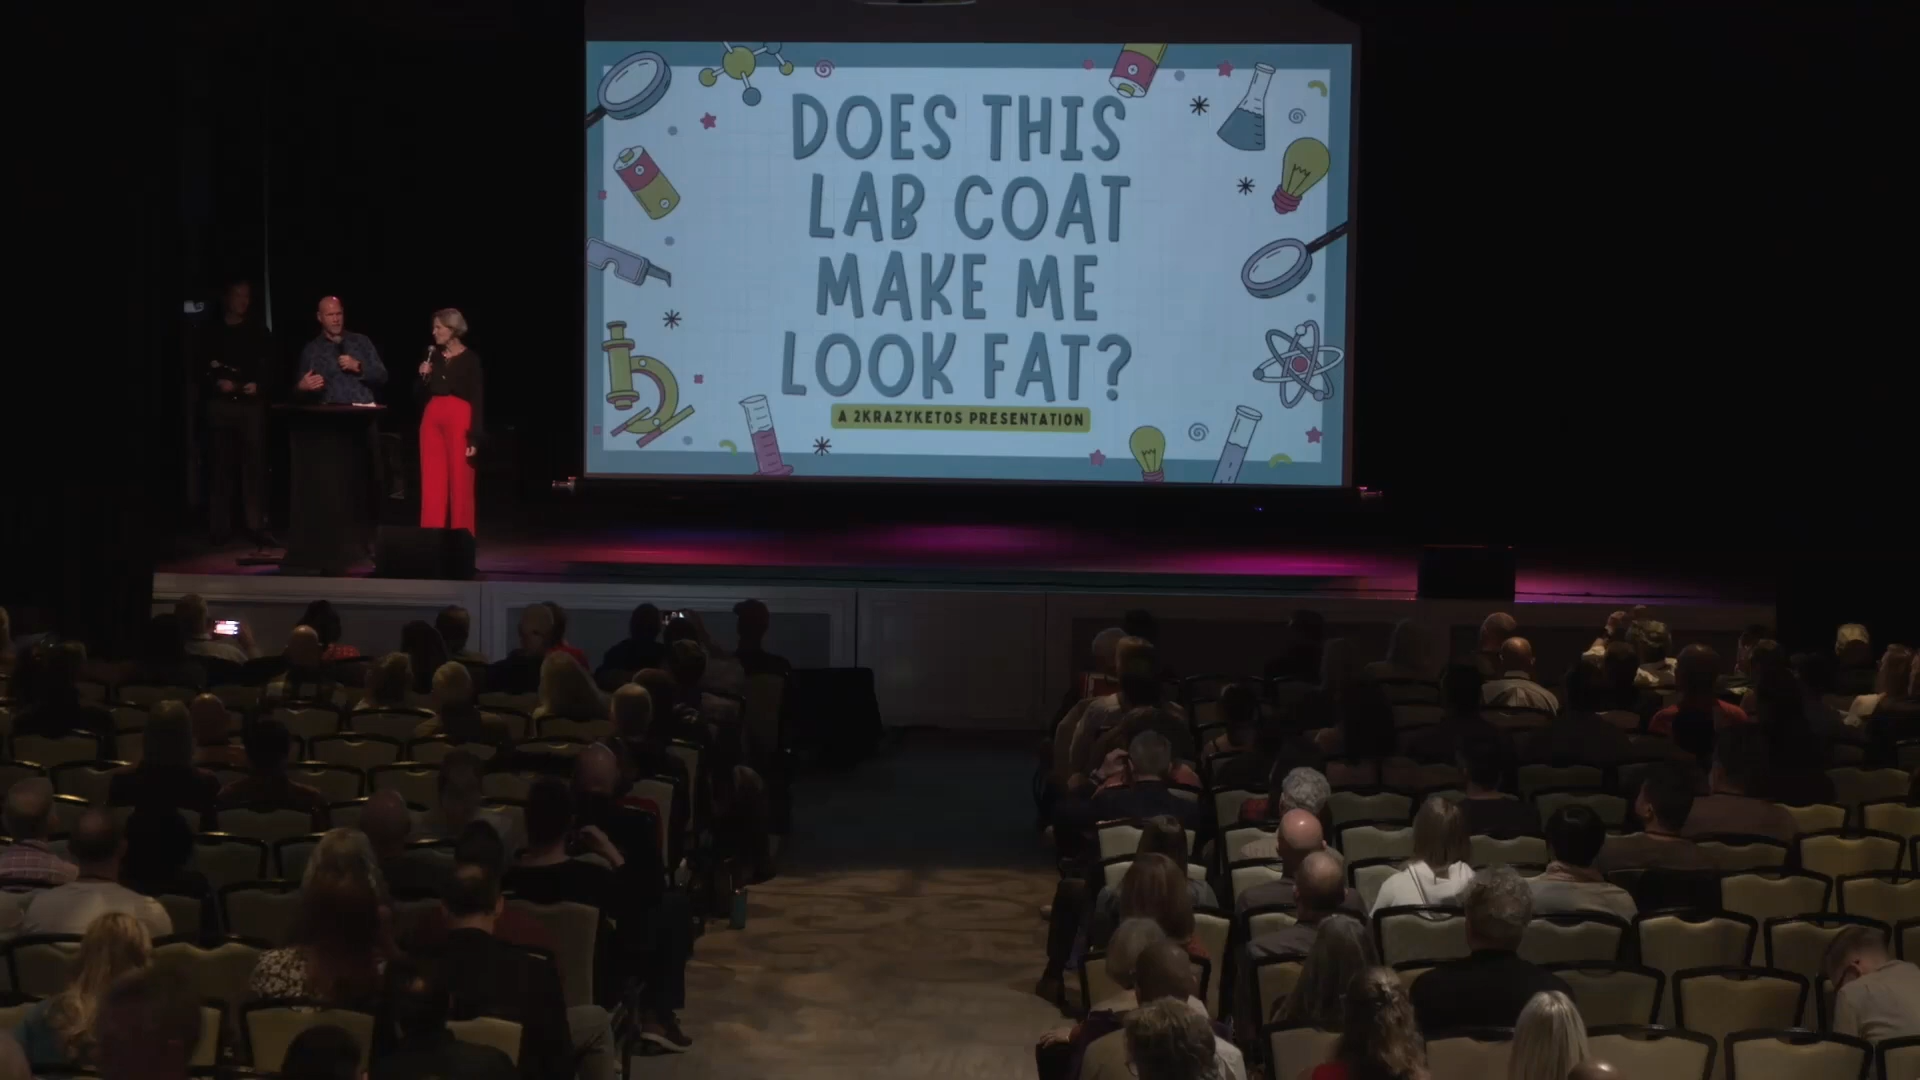 DOES THIS
LAB COAT
MAKE ME
LOOK FAT?
A 2KRAZYKETOS PRESENTATION